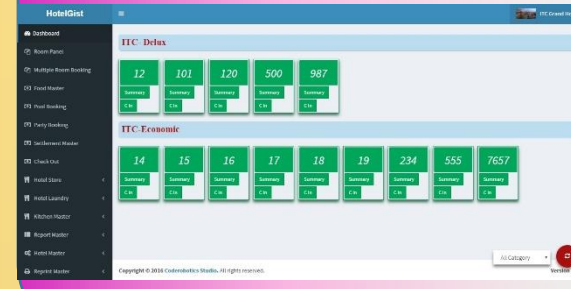 HotelGist
ITC Grand
Dashboard
Room Panel
Multiple Room Booking
Food Master
Pool Booking
Party Booking
Settlement Master
Check Out
Hotel Store
Hotel Laundry
Kitchen Master
Report Master
Hotel Master
Reprint Master
ITC- Delux
12 101 120 500 987
Summary Summary Summary Summary Summary
C In C In C In C In C In
ITC-Economic
14 15 16 17 18 19 234 555 7657
Summary Summary Summary Summary Summary Summary Summary Summary Summary
C In C In C In C In C In C In C In C In C In
All Category
Copyright © 2016 Coderobotics Studio. All rights reserved.
Version